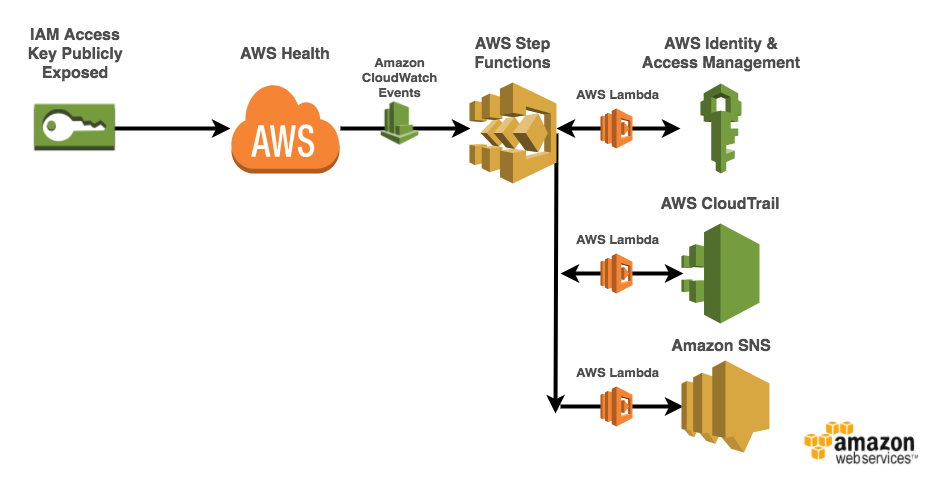 IAM Access
Key Publicly
Exposed
AWS Health
AWS
Amazon
CloudWatch
Events
AWS Step
Functions
AWS Lambda
AWS Identity &
Access Management
AWS Lambda
AWS CloudTrail
AWS Lambda
Amazon SNS
amazon
webservices™